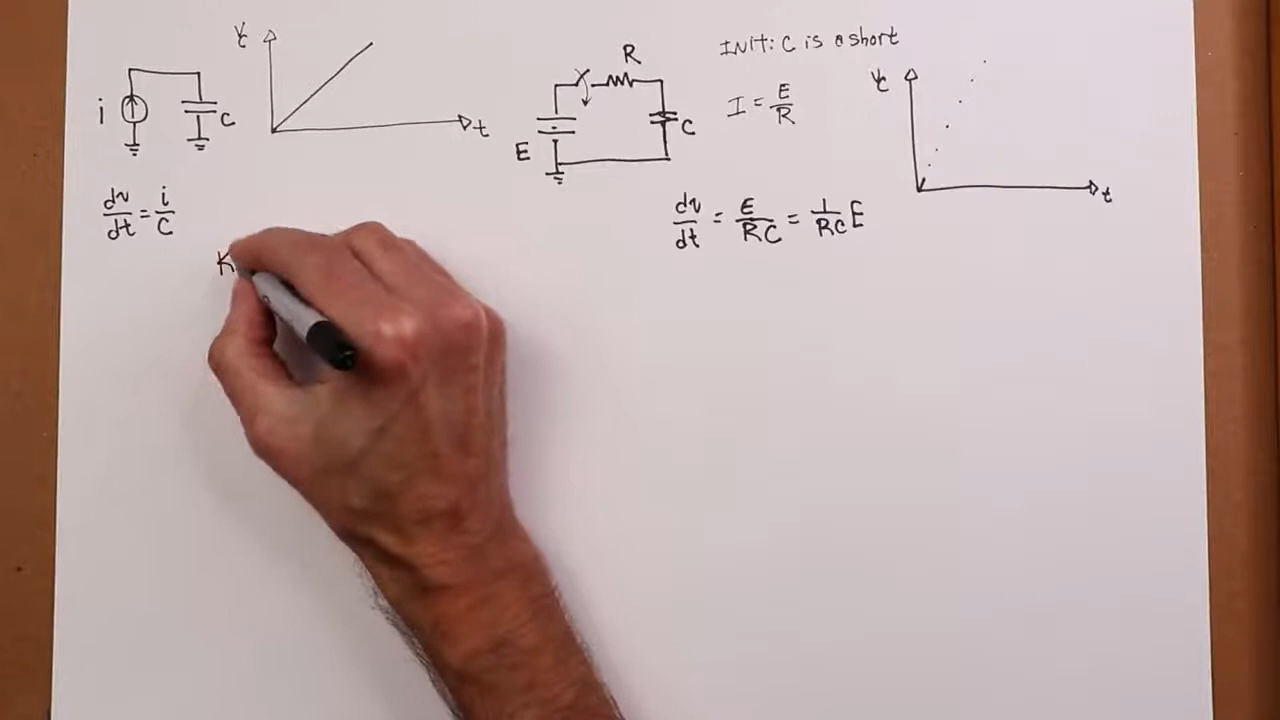 Vc
t
i
C
dv/dt = i/C
R
E
C
INIT: C is a short
I = E/R
Vc
t
dv/dt = E/RC = 1/RC E
K